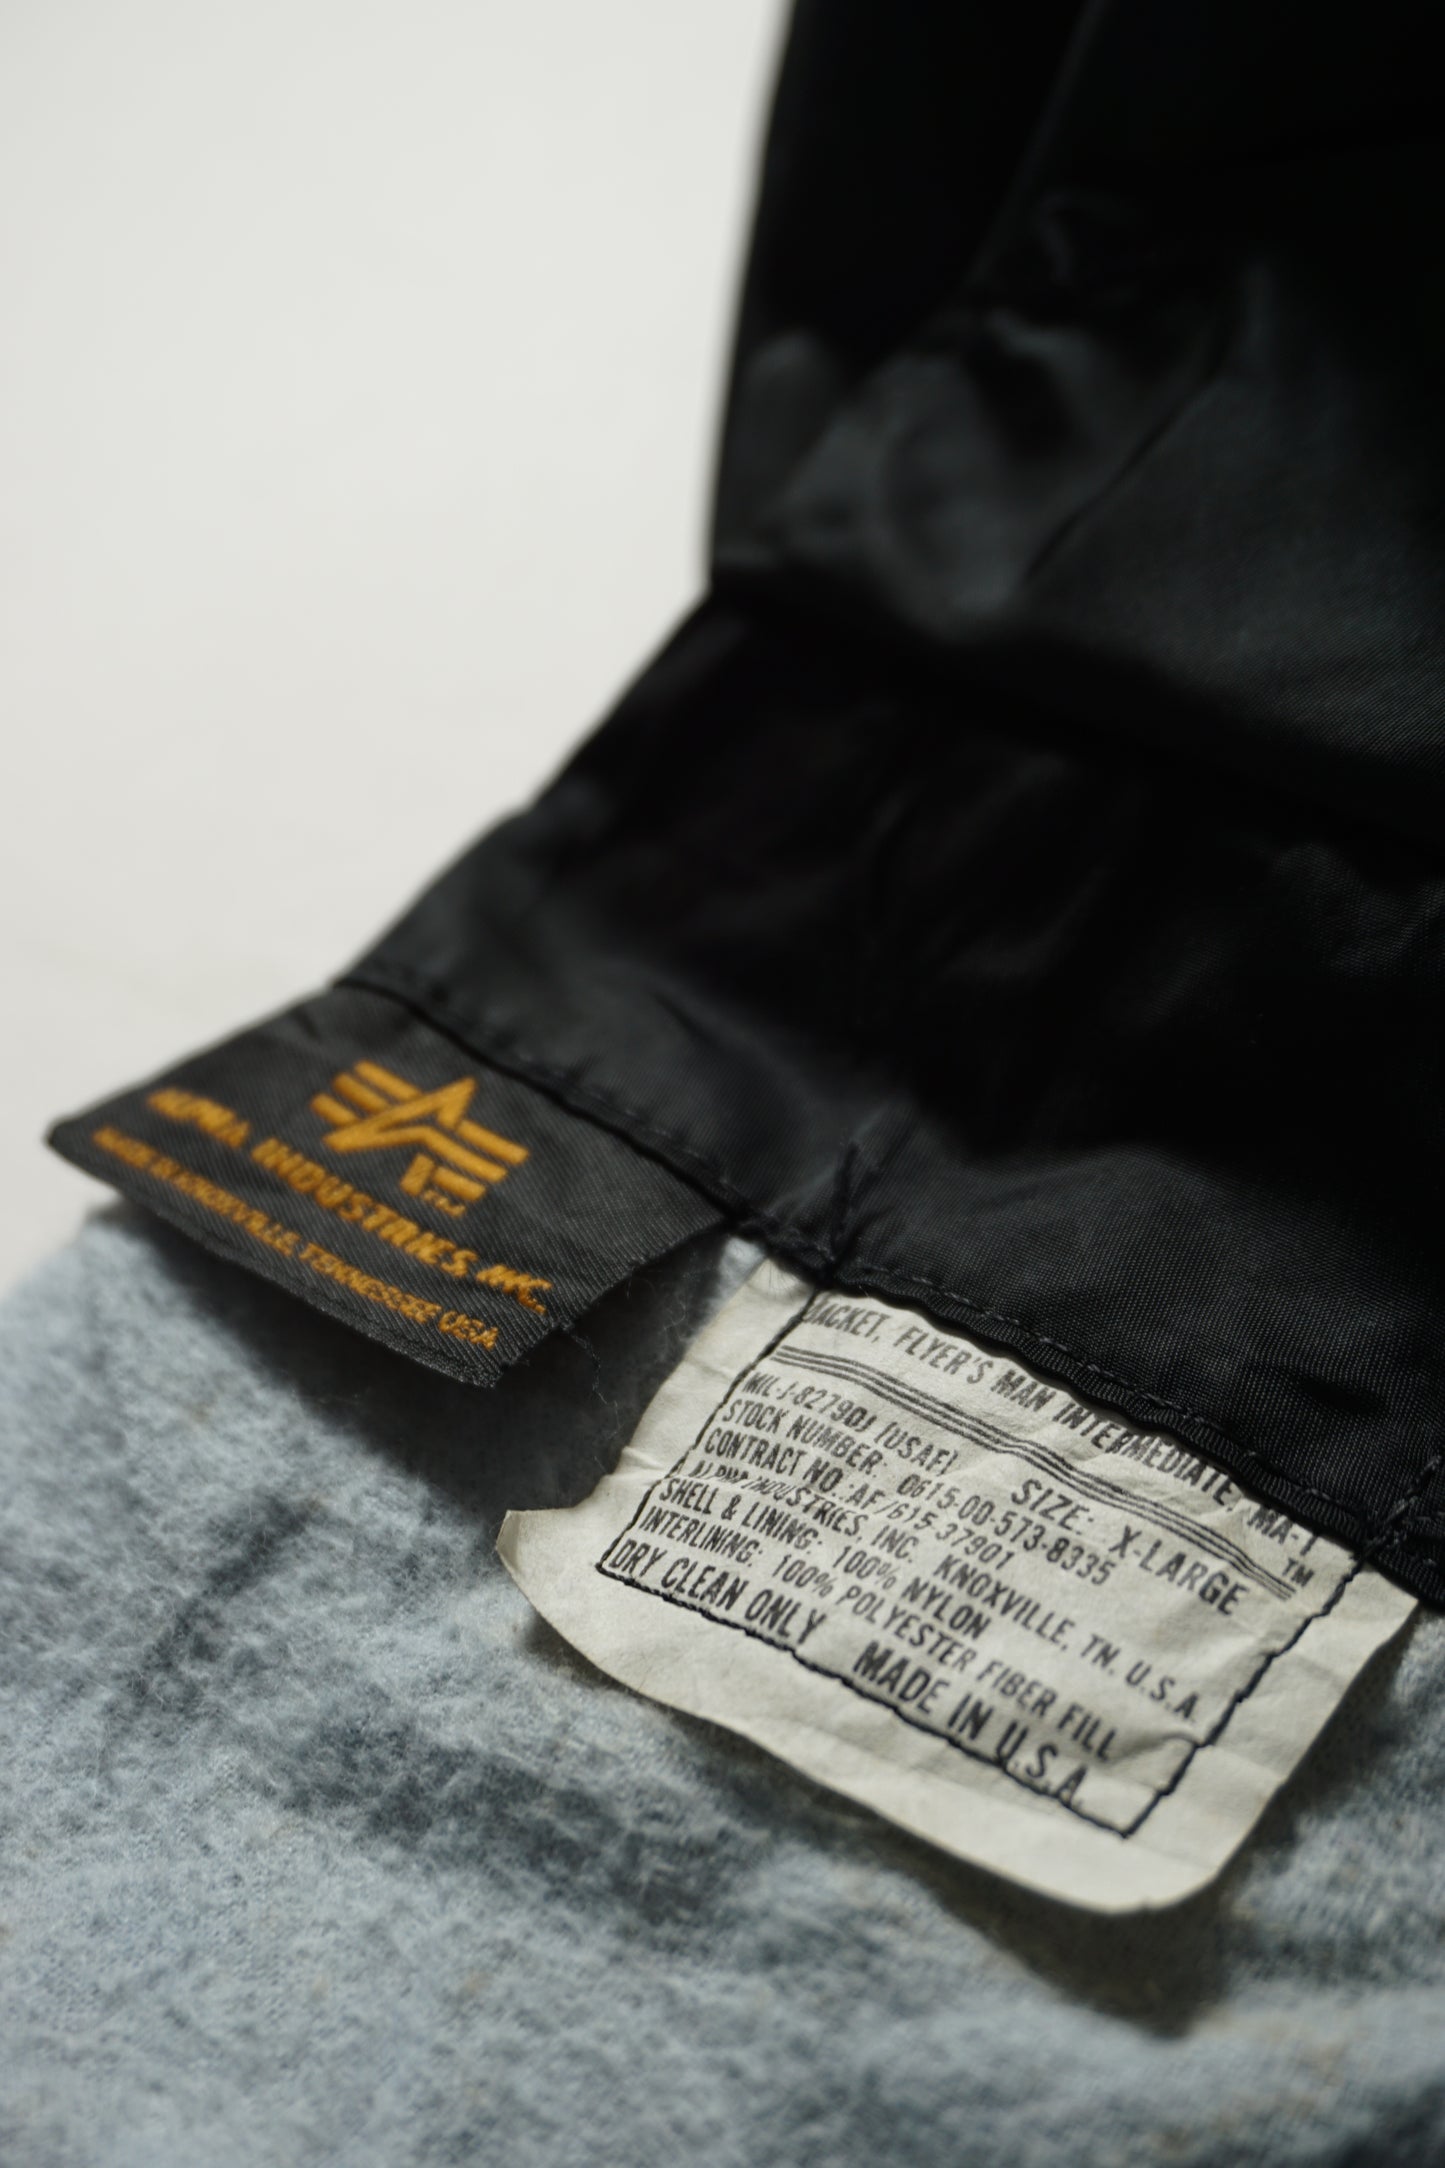 ALPHA INDUSTRIES, INC.
MADE IN KNOXVILLE, TENNESSEE USA
JACKET, FLYER'S MAN INTERMEDIATE, MA-1
TM
MIL-J-8279DJ (USAF) SIZE: X-LARGE
STOCK NUMBER: 0615-00-573-8335
CONTRACT NO.:AF/615-37901
ALPHA INDUSTRIES, INC. KNOXVILLE, TN. U.S.A.
SHELL & LINING: 100% NYLON
INTERLINING: 100% POLYESTER FIBER FILL
DRY CLEAN ONLY MADE IN U.S.A.